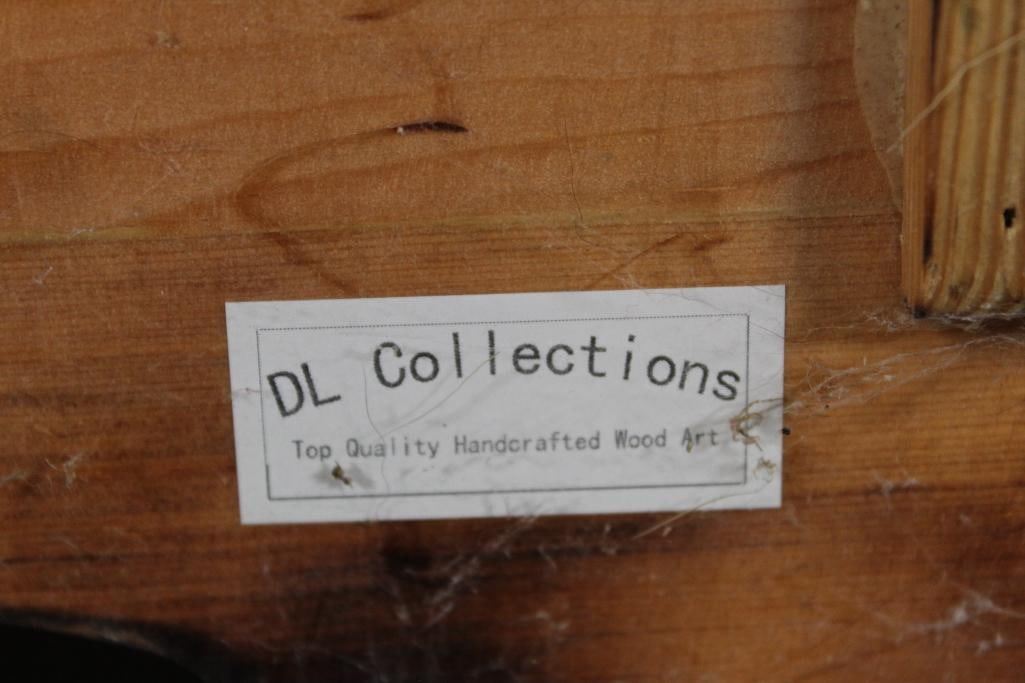 DL Collections
Top Quality Handcrafted Wood Art